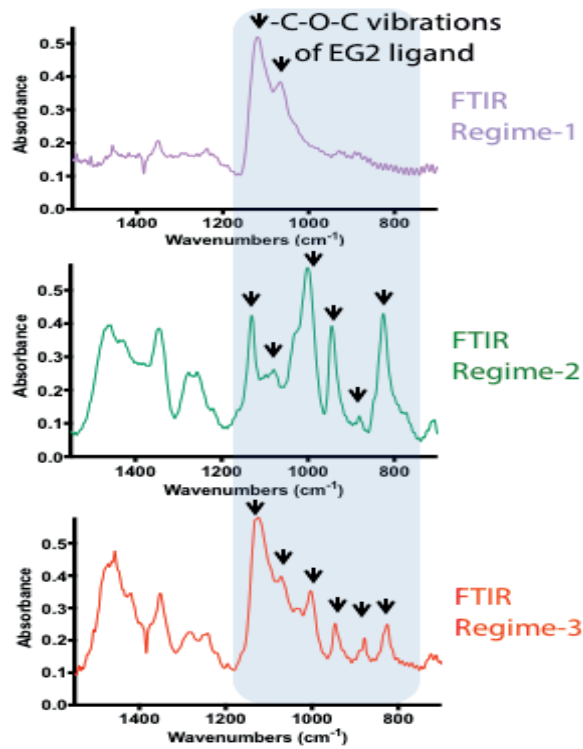 -C-O-C vibrations
of EG2 ligand
FTIR
Regime-1
Absorbance
0.5
0.4
0.3
0.2
0.1
0.0
1400 1200 1000 800
Wavenumbers (cm⁻¹)
FTIR
Regime-2
Absorbance
0.5
0.4
0.3
0.2
0.1
0.0
1400 1200 1000 800
Wavenumbers (cm⁻¹)
FTIR
Regime-3
Absorbance
0.5
0.4
0.3
0.2
0.1
0.0
1400 1200 1000 800
Wavenumbers (cm⁻¹)